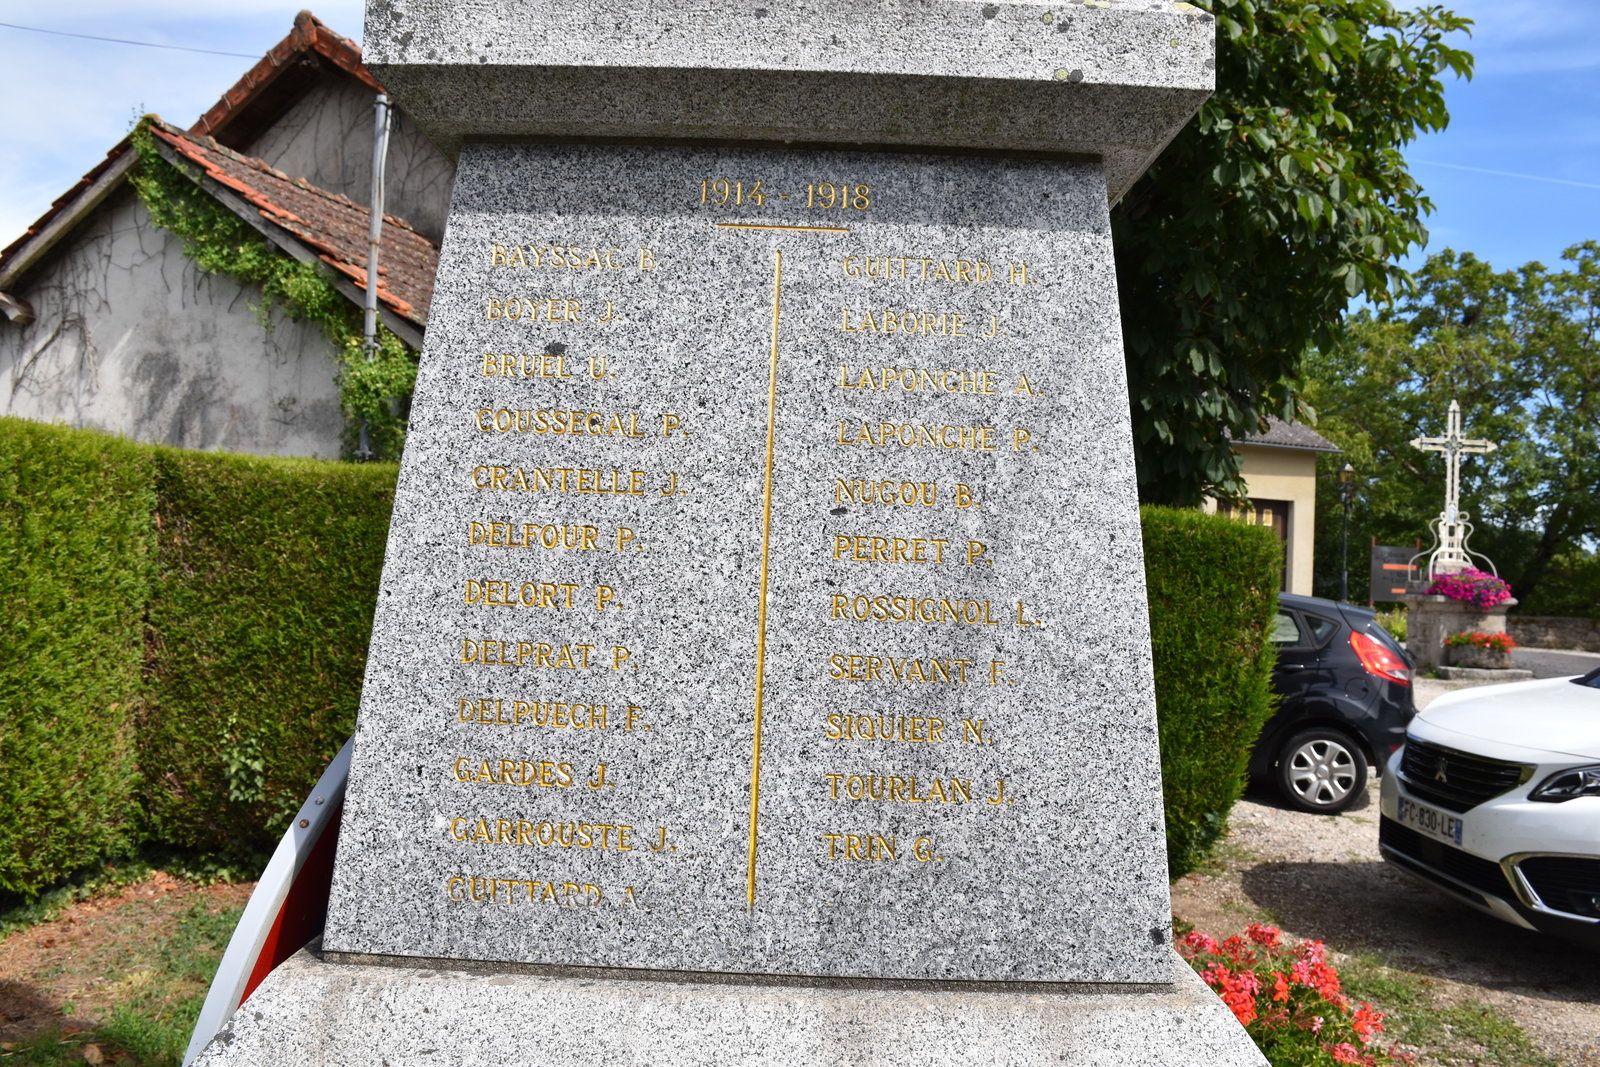 1914 - 1918
BAYSSAC B.
BOYER J.
BRUEL U.
COUSSEGAL P.
CRANTELLE J.
DELFOUR P.
DELORT P.
DELPRAT P.
DELPUECH F.
GARDES J.
GARROUSTE J.
GUITTARD A.
GUITTARD H.
LABORIE J.
LAPONCHE A.
LAPONCHE P.
NUGOU B.
PERRET P.
ROSSIGNOL L.
SERVANT F.
SIQUIER N.
TOURLAN J.
TRIN G.
FC-830-LE